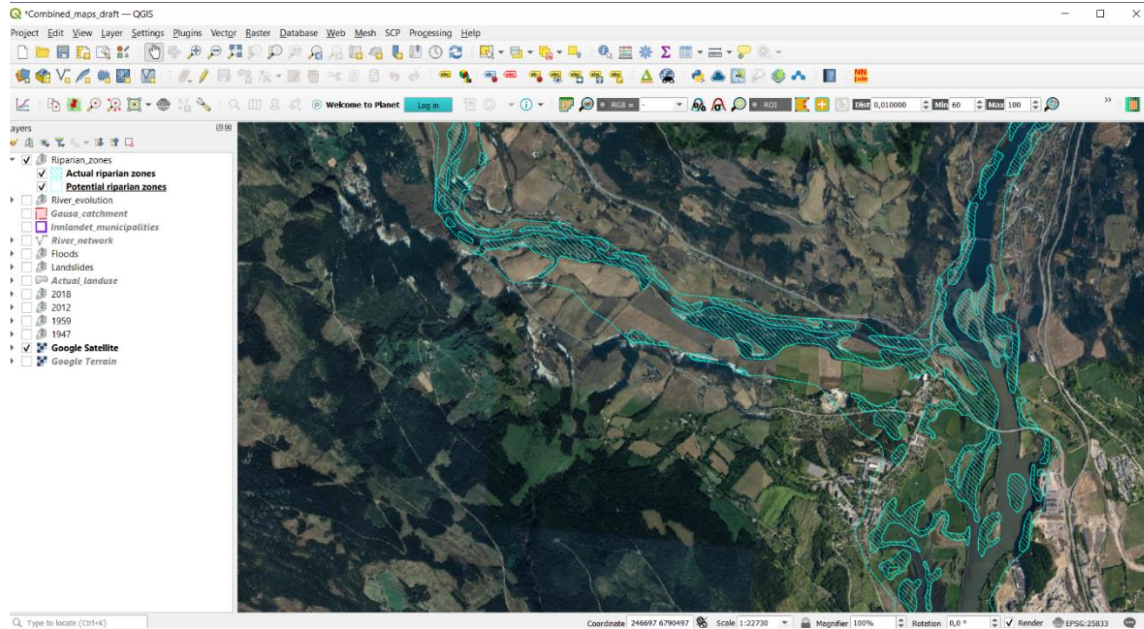 *Combined_maps_draft — QGIS
Project Edit View Layer Settings Plugins Vector Raster Database Web Mesh SCP Processing Help
Welcome to Planet Log in RGB = - ROI Dist 0,010000 Min 60 Max 100 »
ayers
Riparian_zones
Actual riparian zones
Potential riparian zones
River_evolution
Gausa_catchment
Innlandet_municipalities
River_network
Floods
Landslides
Actual_landuse
2018
2012
1959
1947
Google Satellite
Google Terrain
Type to locate (Ctrl+K) Coordinate 246697 6790497 Scale 1:22730 Magnifier 100% Rotation 0,0 ° Render EPSG:25833